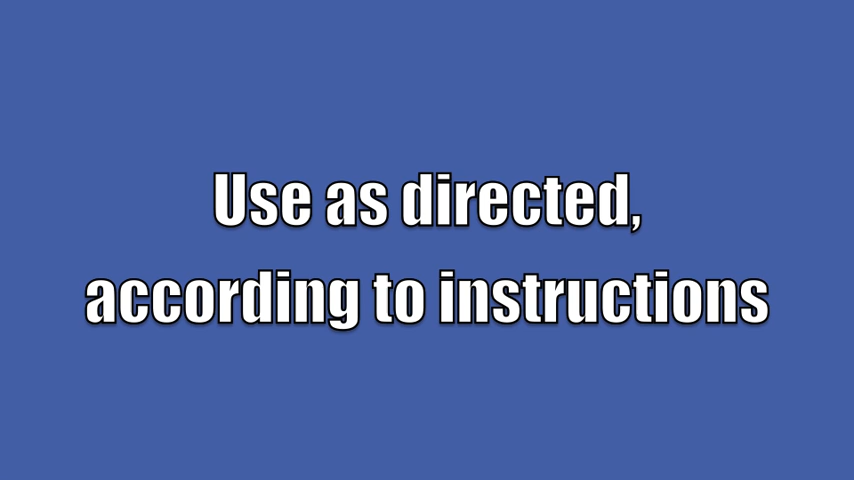 Use as directed,
according to instructions